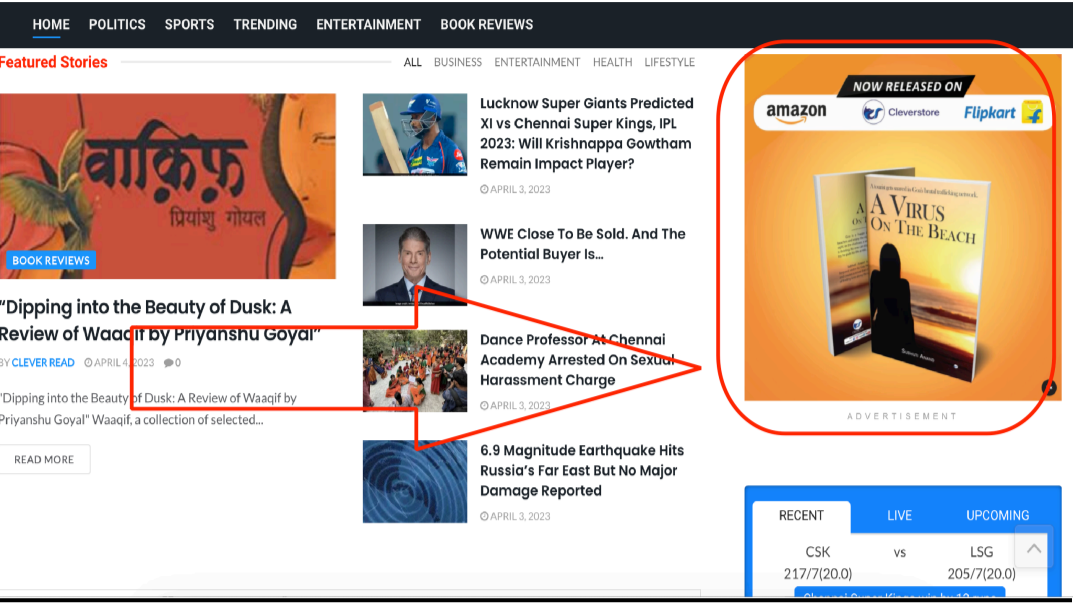 HOME POLITICS SPORTS TRENDING ENTERTAINMENT BOOK REVIEWS
Featured Stories
ALL BUSINESS ENTERTAINMENT HEALTH LIFESTYLE
वाक़िफ़
प्रियांशु गोयल
BOOK REVIEWS
"Dipping into the Beauty of Dusk: A
Review of Waaqif by Priyanshu Goyal"
BY CLEVER READ APRIL 4, 2023 0
"Dipping into the Beauty of Dusk: A Review of Waaqif by
Priyanshu Goyal" Waaqif, a collection of selected...
READ MORE
Lucknow Super Giants Predicted
XI vs Chennai Super Kings, IPL
2023: Will Krishnappa Gowtham
Remain Impact Player?
APRIL 3, 2023
WWE Close To Be Sold. And The
Potential Buyer Is...
APRIL 3, 2023
Dance Professor At Chennai
Academy Arrested On Sexual
Harassment Charge
APRIL 3, 2023
6.9 Magnitude Earthquake Hits
Russia's Far East But No Major
Damage Reported
APRIL 3, 2023
NOW RELEASED ON
amazon Cleverstore Flipkart
A VIRUS
ON THE BEACH
ADVERTISEMENT
RECENT LIVE UPCOMING
CSK vs LSG
217/7(20.0) 205/7(20.0)
Chennai Super Kings win by 12 runs